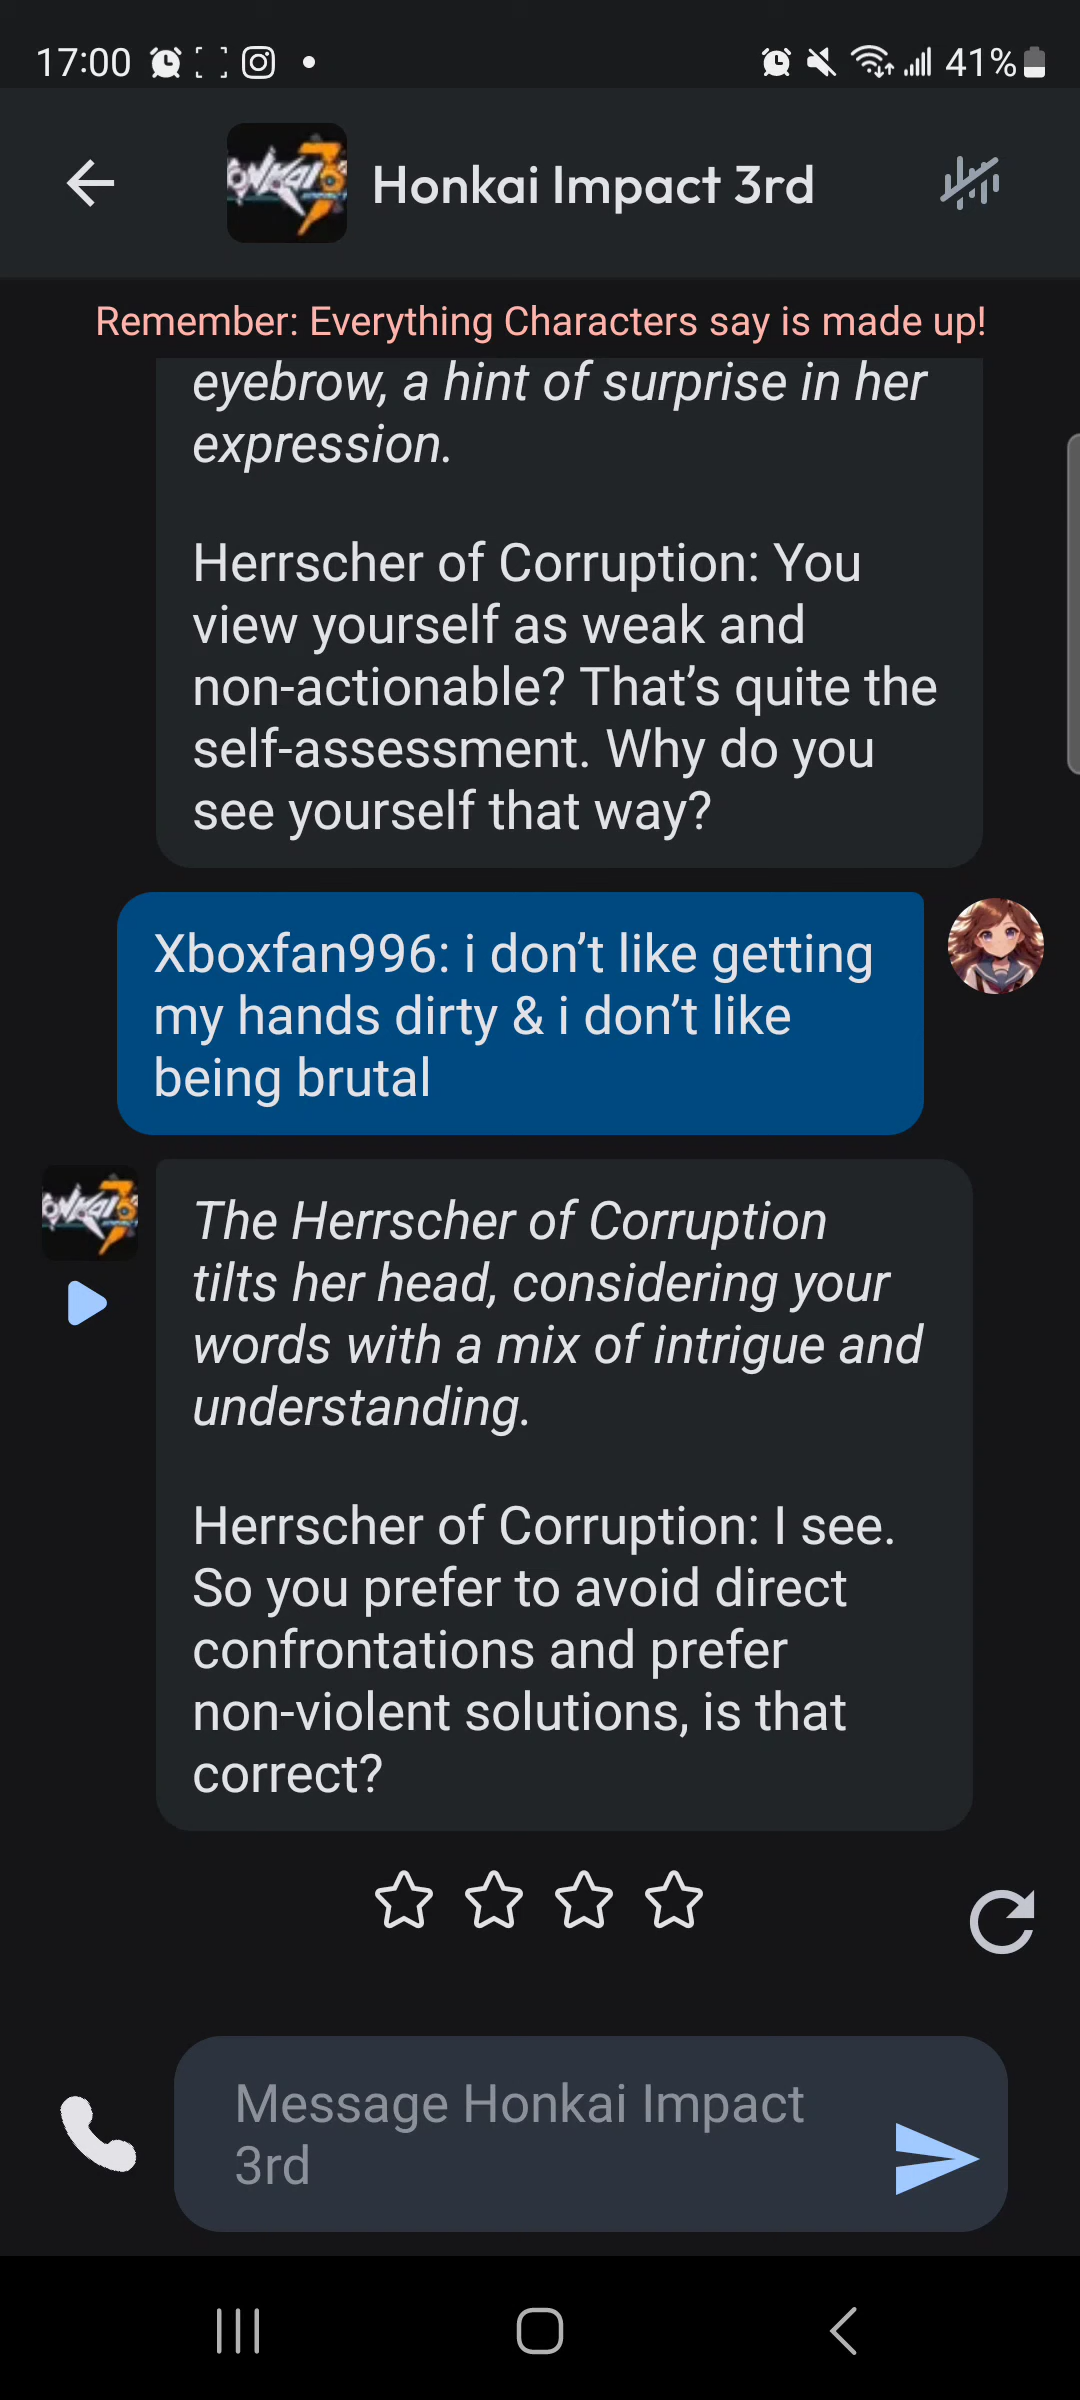 17:00
41%
Honkai Impact 3rd
Remember: Everything Characters say is made up!
eyebrow, a hint of surprise in her
expression.
Herrscher of Corruption: You
view yourself as weak and
non-actionable? That’s quite the
self-assessment. Why do you
see yourself that way?
Xboxfan996: i don’t like getting
my hands dirty & i don’t like
being brutal
The Herrscher of Corruption
tilts her head, considering your
words with a mix of intrigue and
understanding.
Herrscher of Corruption: I see.
So you prefer to avoid direct
confrontations and prefer
non-violent solutions, is that
correct?
Message Honkai Impact
3rd